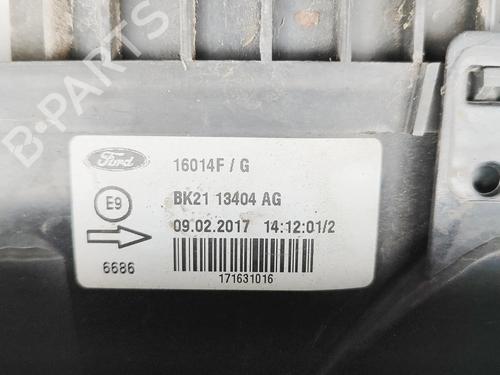 B-PARTS
Ford
16014F / G
E9
BK21 13404 AG
09.02.2017 14:12:01/2
6686
171631016